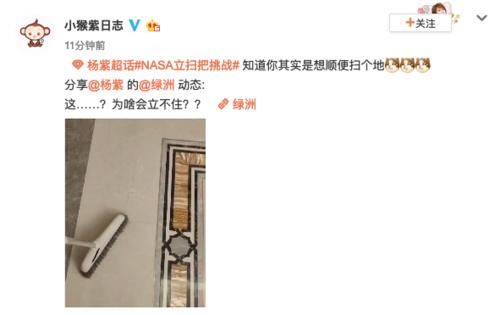 小猴紫日志
11分钟前
+关注
杨紫超话#NASA立扫把挑战# 知道你其实是想顺便扫个地
分享@杨紫 的@绿洲 动态:
这……？为啥会立不住？？ 绿洲